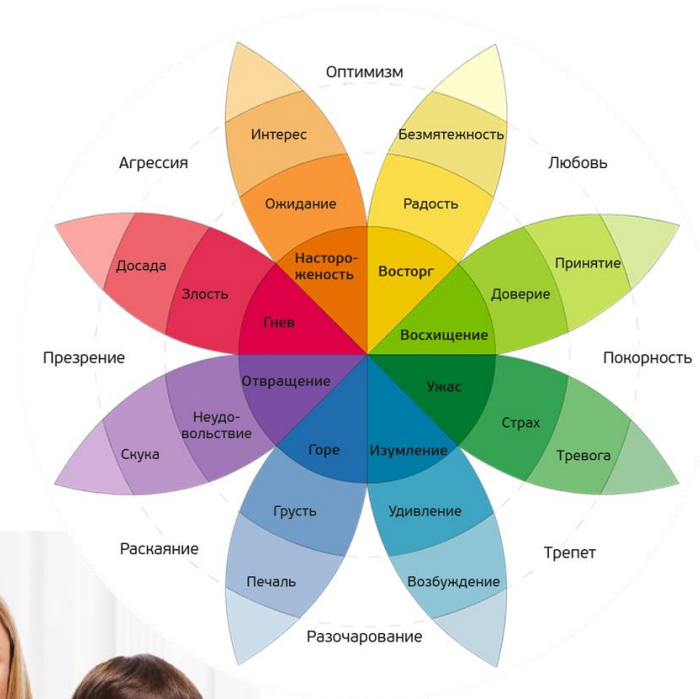 Оптимизм
Интерес
Безмятежность
Агрессия
Любовь
Ожидание
Радость
Насторо-
женость
Восторг
Досада
Принятие
Злость
Доверие
Гнев
Восхищение
Презрение
Покорность
Отвращение
Ужас
Неудо-
вольствие
Страх
Скука
Горе
Изумление
Тревога
Грусть
Удивление
Раскаяние
Трепет
Печаль
Возбуждение
Разочарование